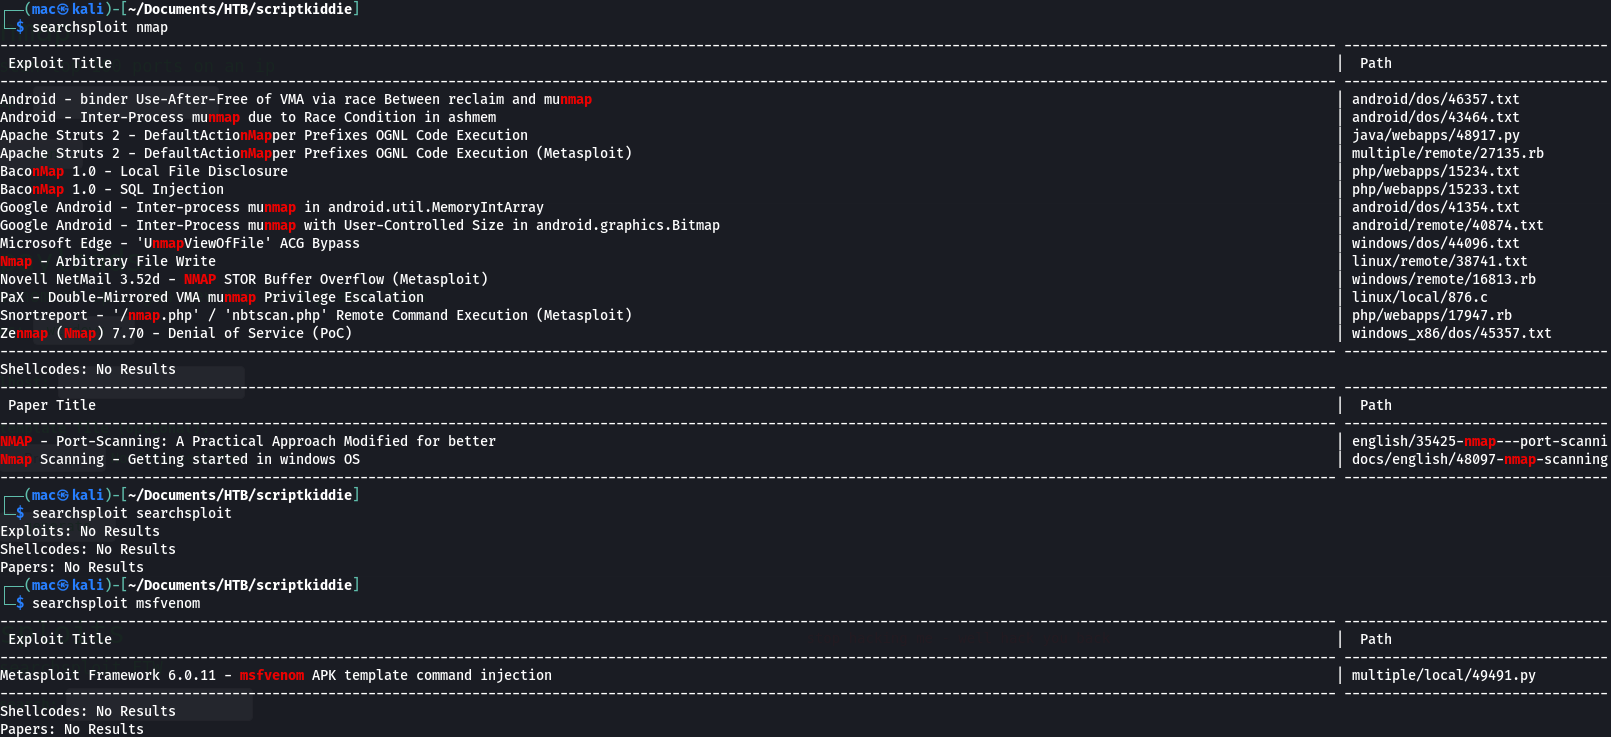 ┌──(mac㉿kali)-[~/Documents/HTB/scriptkiddie]
└─$ searchsploit nmap
---------------------------------------------------------------- ---------------------------------
 Exploit Title | Path
---------------------------------------------------------------- ---------------------------------
Android - binder Use-After-Free of VMA via race Between reclaim and munmap | android/dos/46357.txt
Android - Inter-Process munmap due to Race Condition in ashmem | android/dos/43464.txt
Apache Struts 2 - DefaultActionMapper Prefixes OGNL Code Execution | java/webapps/48917.py
Apache Struts 2 - DefaultActionMapper Prefixes OGNL Code Execution (Metasploit) | multiple/remote/27135.rb
BaconMap 1.0 - Local File Disclosure | php/webapps/15234.txt
BaconMap 1.0 - SQL Injection | php/webapps/15233.txt
Google Android - Inter-process munmap in android.util.MemoryIntArray | android/dos/41354.txt
Google Android - Inter-Process munmap with User-Controlled Size in android.graphics.Bitmap | android/remote/40874.txt
Microsoft Edge - 'UnmapViewOfFile' ACG Bypass | windows/dos/44096.txt
Nmap - Arbitrary File Write | linux/remote/38741.txt
Novell NetMail 3.52d - NMAP STOR Buffer Overflow (Metasploit) | windows/remote/16813.rb
PaX - Double-Mirrored VMA munmap Privilege Escalation | linux/local/876.c
Snortreport - '/nmap.php' / 'nbtscan.php' Remote Command Execution (Metasploit) | php/webapps/17947.rb
Zenmap (Nmap) 7.70 - Denial of Service (PoC) | windows_x86/dos/45357.txt
---------------------------------------------------------------- ---------------------------------
Shellcodes: No Results
---------------------------------------------------------------- ---------------------------------
 Paper Title | Path
---------------------------------------------------------------- ---------------------------------
NMAP - Port-Scanning: A Practical Approach Modified for better | english/35425-nmap---port-scanni
Nmap Scanning - Getting started in windows OS | docs/english/48097-nmap-scanning
---------------------------------------------------------------- ---------------------------------
┌──(mac㉿kali)-[~/Documents/HTB/scriptkiddie]
└─$ searchsploit searchsploit
Exploits: No Results
Shellcodes: No Results
Papers: No Results
┌──(mac㉿kali)-[~/Documents/HTB/scriptkiddie]
└─$ searchsploit msfvenom
---------------------------------------------------------------- ---------------------------------
 Exploit Title | Path
---------------------------------------------------------------- ---------------------------------
Metasploit Framework 6.0.11 - msfvenom APK template command injection | multiple/local/49491.py
---------------------------------------------------------------- ---------------------------------
Shellcodes: No Results
Papers: No Results